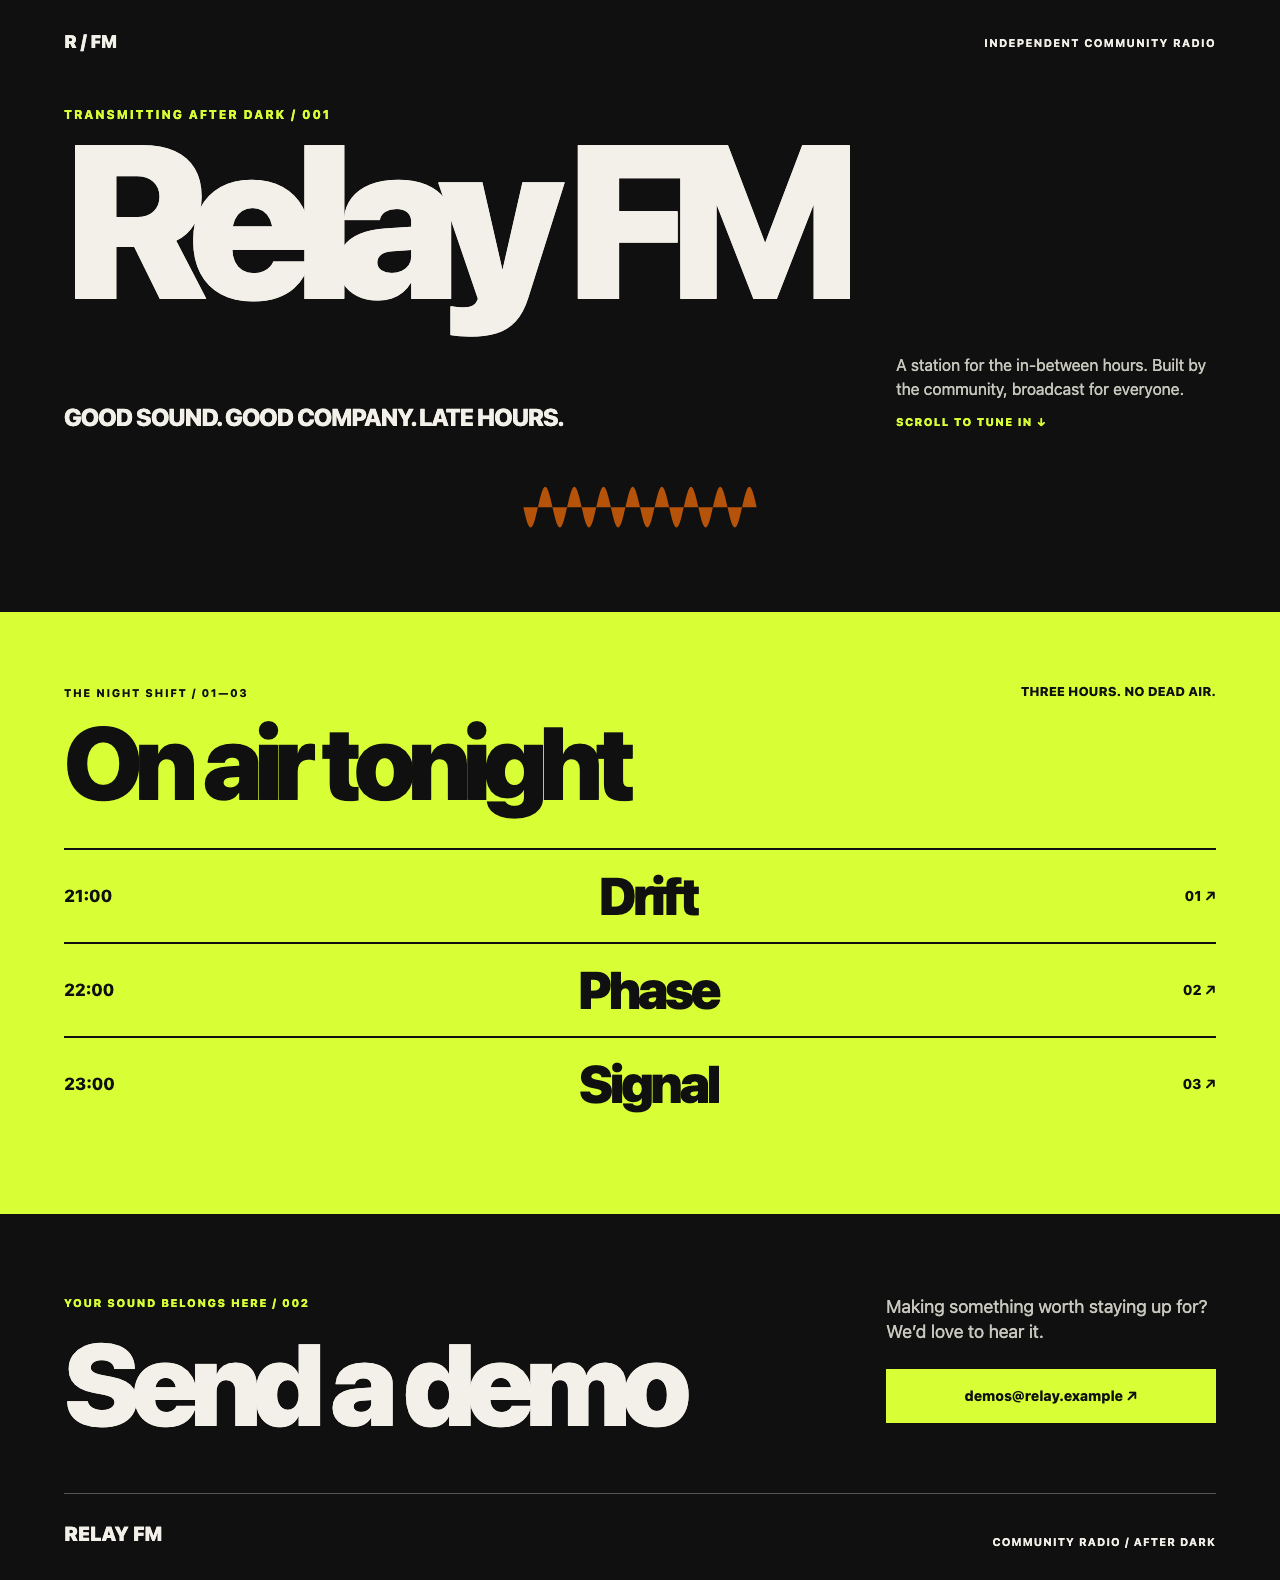 R / FM
INDEPENDENT COMMUNITY RADIO
TRANSMITTING AFTER DARK / 001
Relay FM
A station for the in-between hours. Built by
the community, broadcast for everyone.
GOOD SOUND. GOOD COMPANY. LATE HOURS.
SCROLL TO TUNE IN ↓
THE NIGHT SHIFT / 01—03
THREE HOURS. NO DEAD AIR.
On air tonight
21:00 Drift 01 ↗
22:00 Phase 02 ↗
23:00 Signal 03 ↗
YOUR SOUND BELONGS HERE / 002
Send a demo
Making something worth staying up for?
We’d love to hear it.
demos@relay.example ↗
RELAY FM
COMMUNITY RADIO / AFTER DARK